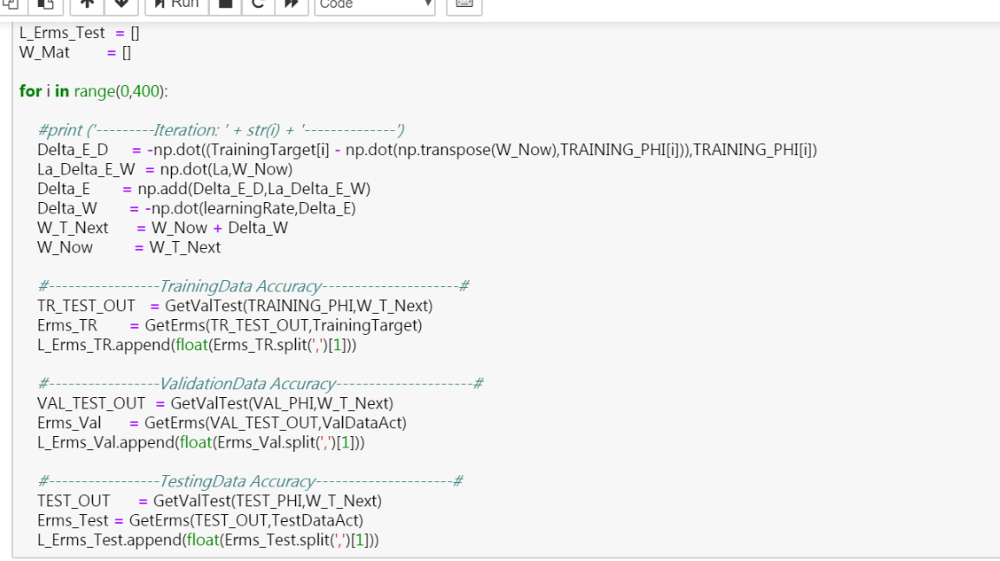 Run
Code
L_Erms_Test = []
W_Mat = []
for i in range(0,400):
#print ('---------Iteration: ' + str(i) + '--------------')
Delta_E_D = -np.dot((TrainingTarget[i] - np.dot(np.transpose(W_Now),TRAINING_PHI[i])),TRAINING_PHI[i])
La_Delta_E_W = np.dot(La,W_Now)
Delta_E = np.add(Delta_E_D,La_Delta_E_W)
Delta_W = -np.dot(learningRate,Delta_E)
W_T_Next = W_Now + Delta_W
W_Now = W_T_Next
#-----------------TrainingData Accuracy---------------------#
TR_TEST_OUT = GetValTest(TRAINING_PHI,W_T_Next)
Erms_TR = GetErms(TR_TEST_OUT,TrainingTarget)
L_Erms_TR.append(float(Erms_TR.split(',')[1]))
#-----------------ValidationData Accuracy---------------------#
VAL_TEST_OUT = GetValTest(VAL_PHI,W_T_Next)
Erms_Val = GetErms(VAL_TEST_OUT,ValDataAct)
L_Erms_Val.append(float(Erms_Val.split(',')[1]))
#-----------------TestingData Accuracy---------------------#
TEST_OUT = GetValTest(TEST_PHI,W_T_Next)
Erms_Test = GetErms(TEST_OUT,TestDataAct)
L_Erms_Test.append(float(Erms_Test.split(',')[1]))